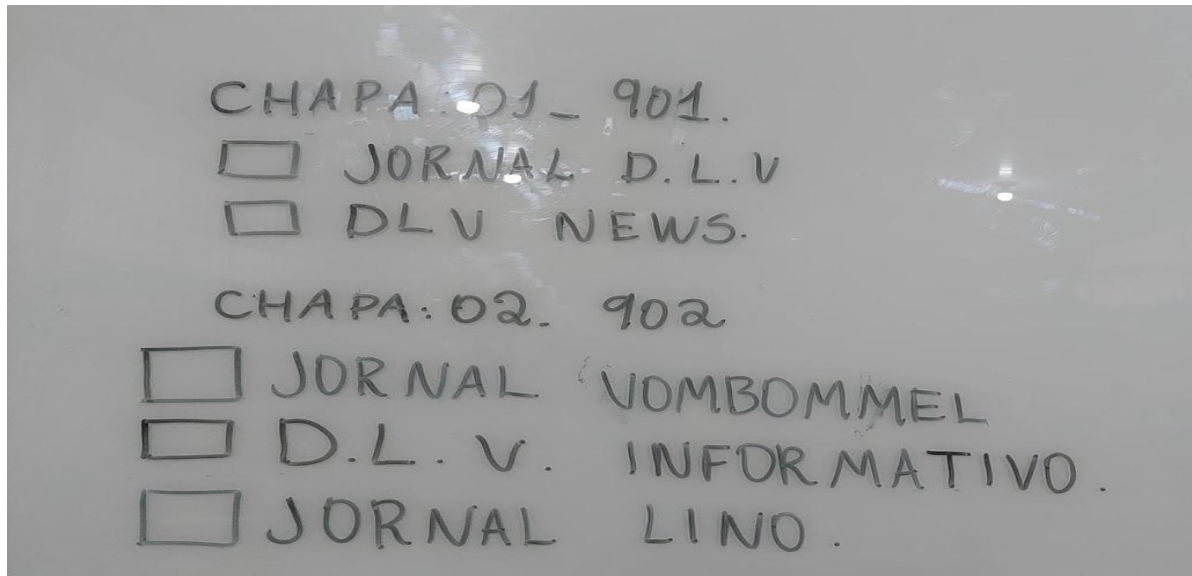 CHAPA: 01_ 901.
JORNAL D.L.V
DLV NEWS.
CHAPA: 02. 902
JORNAL VOMBOMMEL
D.L.V. INFORMATIVO.
JORNAL LINO.